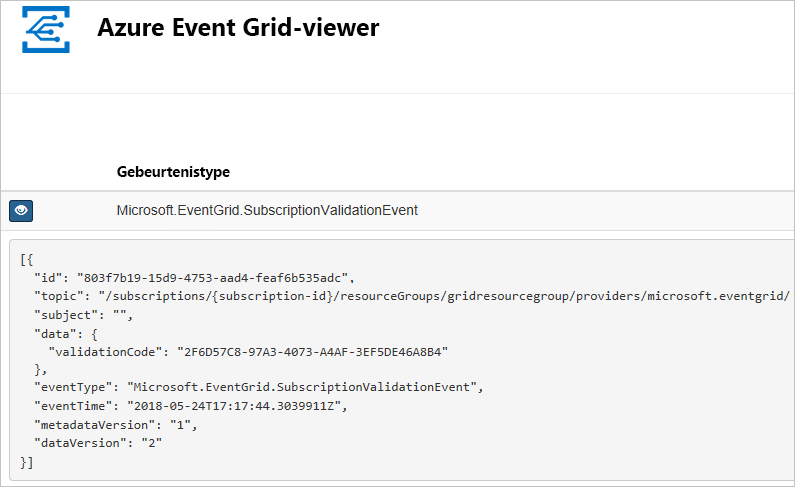 Azure Event Grid-viewer
Gebeurtenistype
Microsoft.EventGrid.SubscriptionValidationEvent
[{
  "id": "803f7b19-15d9-4753-aad4-feaf6b535adc",
  "topic": "/subscriptions/{subscription-id}/resourceGroups/gridresourcegroup/providers/microsoft.eventgrid/
  "subject": "",
  "data": {
    "validationCode": "2F6D57C8-97A3-4073-A4AF-3EF5DE46A8B4"
  },
  "eventType": "Microsoft.EventGrid.SubscriptionValidationEvent",
  "eventTime": "2018-05-24T17:17:44.3039911Z",
  "metadataVersion": "1",
  "dataVersion": "2"
}]